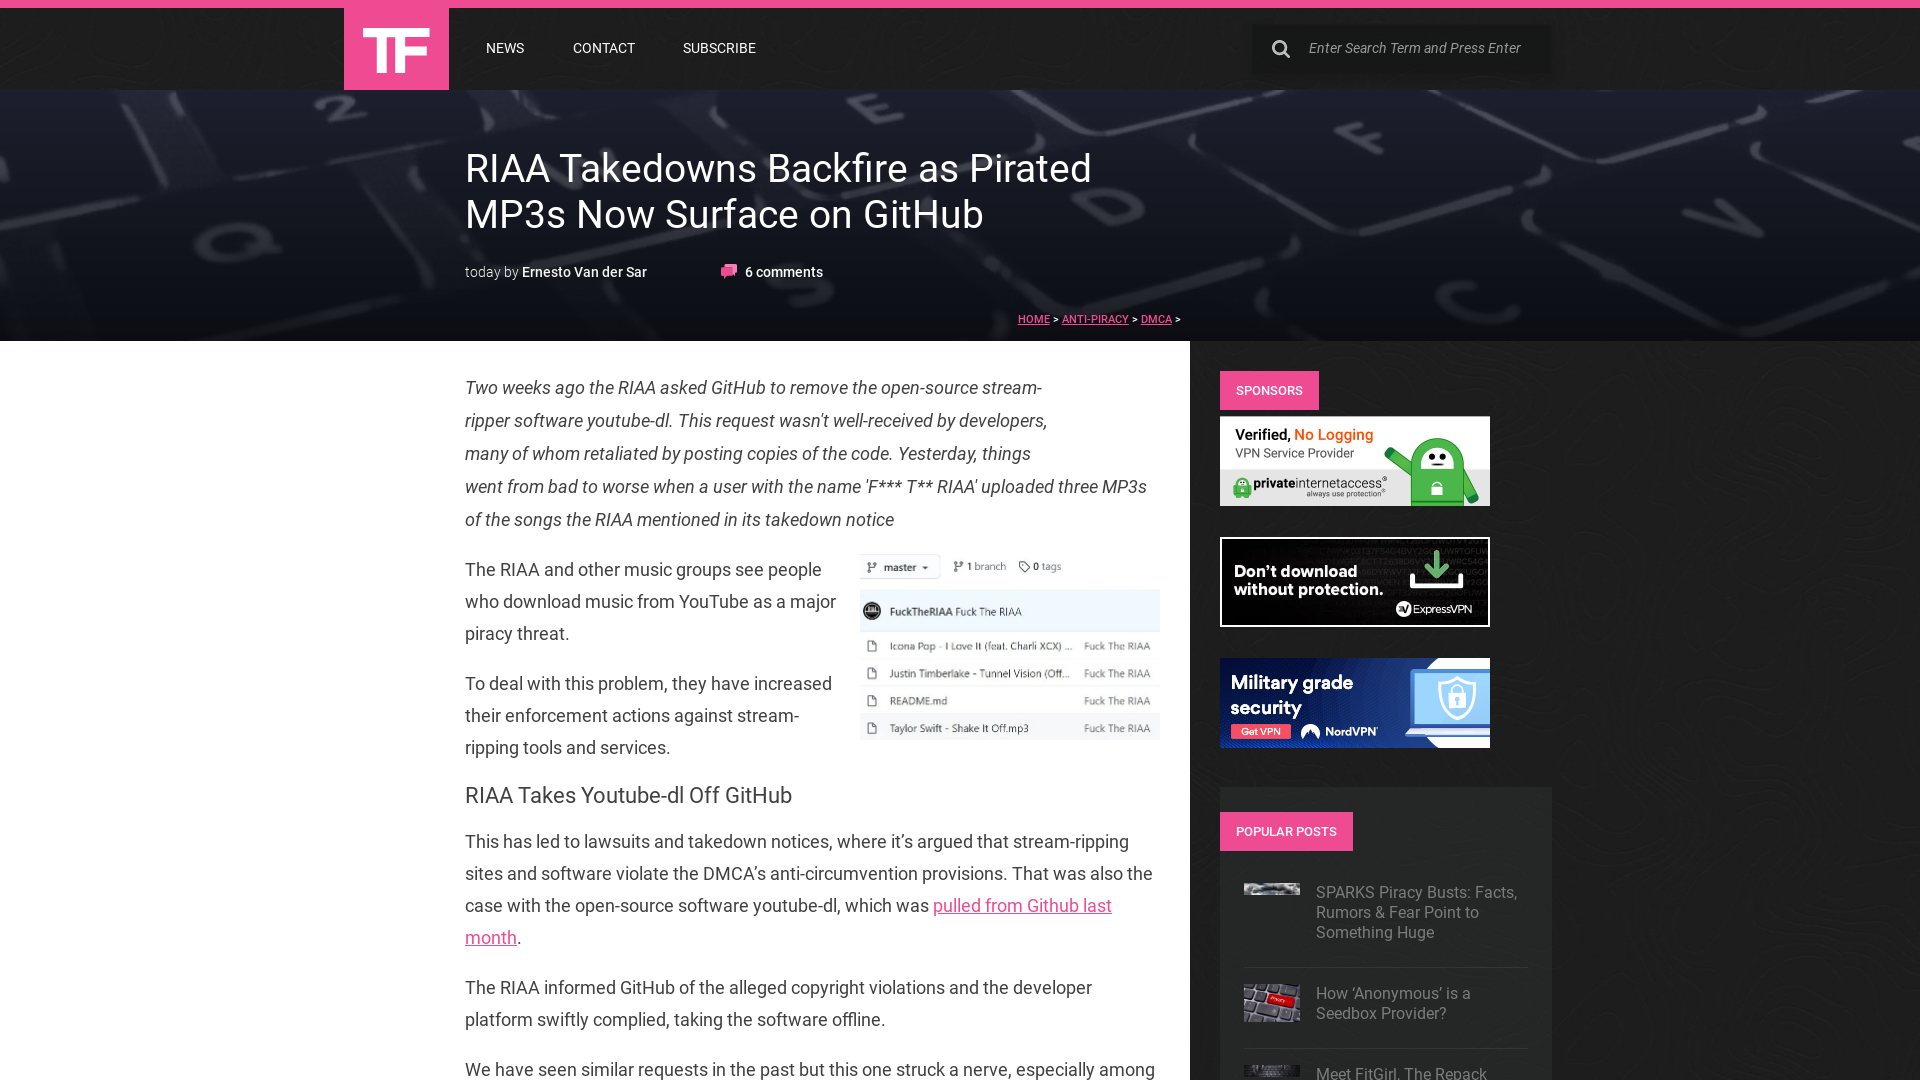 TF
NEWS
CONTACT
SUBSCRIBE
Enter Search Term and Press Enter
RIAA Takedowns Backfire as Pirated
MP3s Now Surface on GitHub
today by Ernesto Van der Sar
6 comments
HOME > ANTI-PIRACY > DMCA >
Two weeks ago the RIAA asked GitHub to remove the open-source stream-
ripper software youtube-dl. This request wasn't well-received by developers,
many of whom retaliated by posting copies of the code. Yesterday, things
went from bad to worse when a user with the name 'F*** T** RIAA' uploaded three MP3s
of the songs the RIAA mentioned in its takedown notice
The RIAA and other music groups see people
who download music from YouTube as a major
piracy threat.
To deal with this problem, they have increased
their enforcement actions against stream-
ripping tools and services.
master
1 branch
0 tags
FuckTheRIAA Fuck The RIAA
Icona Pop - I Love It (feat. Charli XCX) ... Fuck The RIAA
Justin Timberlake - Tunnel Vision (Off... Fuck The RIAA
README.md Fuck The RIAA
Taylor Swift - Shake It Off.mp3 Fuck The RIAA
RIAA Takes Youtube-dl Off GitHub
This has led to lawsuits and takedown notices, where it’s argued that stream-ripping
sites and software violate the DMCA’s anti-circumvention provisions. That was also the
case with the open-source software youtube-dl, which was pulled from Github last
month.
The RIAA informed GitHub of the alleged copyright violations and the developer
platform swiftly complied, taking the software offline.
We have seen similar requests in the past but this one struck a nerve, especially among
SPONSORS
Verified, No Logging
VPN Service Provider
privateinternetaccess®
always use protection®
Don’t download
without protection.
ExpressVPN
Military grade
security
Get VPN
NordVPN®
POPULAR POSTS
SPARKS Piracy Busts: Facts,
Rumors & Fear Point to
Something Huge
How ‘Anonymous’ is a
Seedbox Provider?
Meet FitGirl, The Repack